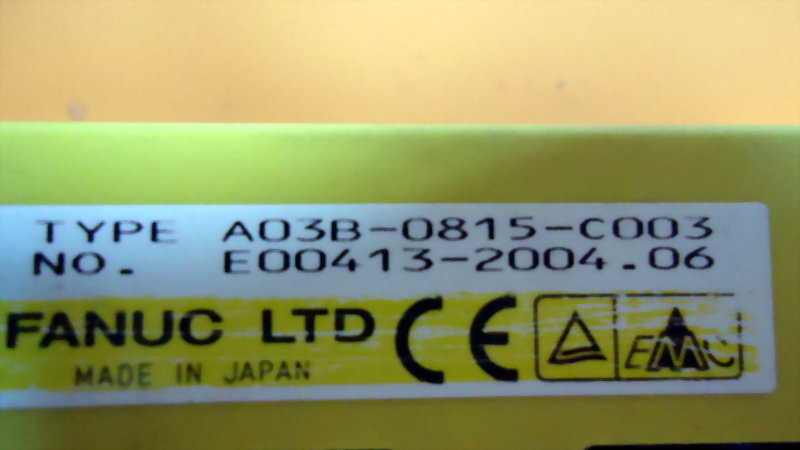 TYPE A03B-0815-C003
NO. E00413-2004.06
FANUC LTD CE EMC
MADE IN JAPAN